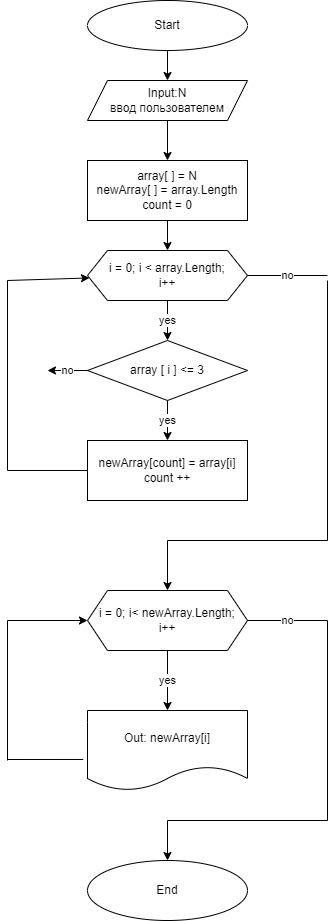 Start
Input:N
ввод пользователем
array[ ] = N
newArray[ ] = array.Length
count = 0
i = 0; i < array.Length;
i++
no
yes
array [ i ] <= 3
no
yes
newArray[count] = array[i]
count ++
i = 0; i< newArray.Length;
i++
no
yes
Out: newArray[i]
End